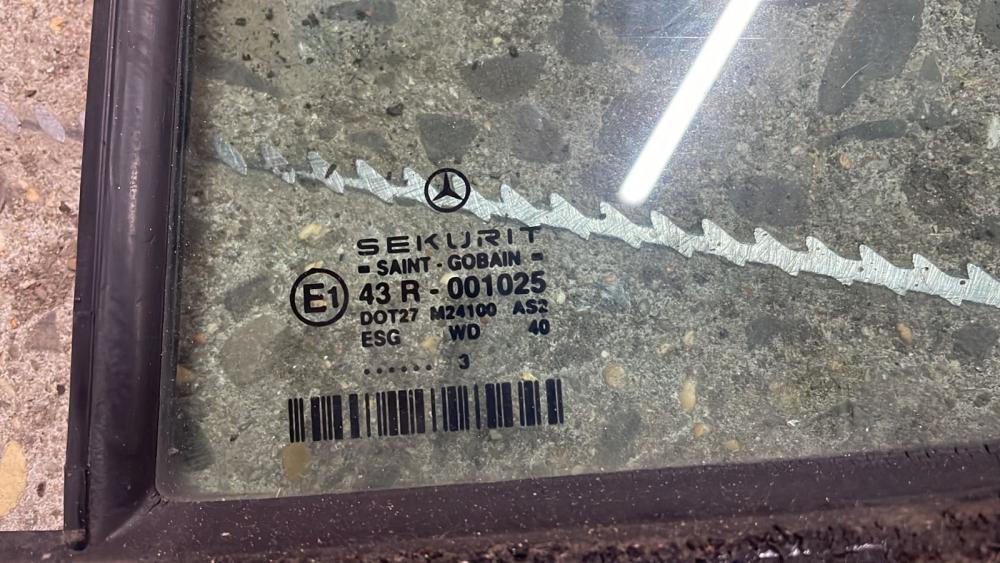 SEKURIT
- SAINT - GOBAIN -
E1
43 R - 001025
DOT27 M24100 AS2
ESG WD 40
...... 3